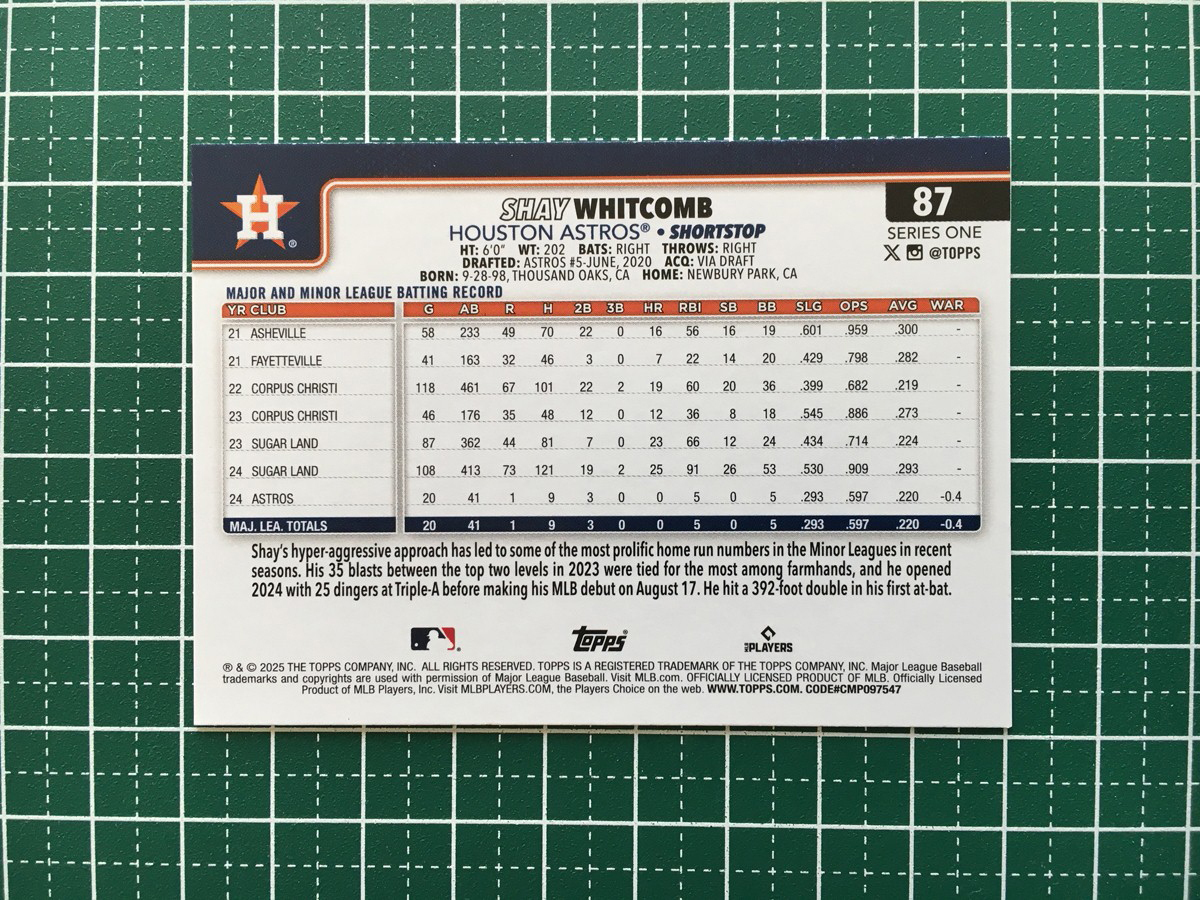 H ®
SHAY WHITCOMB
87
HOUSTON ASTROS® • SHORTSTOP
SERIES ONE
HT: 6'0" WT: 202 BATS: RIGHT THROWS: RIGHT
@TOPPS
DRAFTED: ASTROS #5-JUNE, 2020 ACQ: VIA DRAFT
BORN: 9-28-98, THOUSAND OAKS, CA HOME: NEWBURY PARK, CA
MAJOR AND MINOR LEAGUE BATTING RECORD
YR CLUB G AB R H 2B 3B HR RBI SB BB SLG OPS AVG WAR
21 ASHEVILLE 58 233 49 70 22 0 16 56 16 19 .601 .959 .300 -
21 FAYETTEVILLE 41 163 32 46 3 0 7 22 14 20 .429 .798 .282 -
22 CORPUS CHRISTI 118 461 67 101 22 2 19 60 20 36 .399 .682 .219 -
23 CORPUS CHRISTI 46 176 35 48 12 0 12 36 8 18 .545 .886 .273 -
23 SUGAR LAND 87 362 44 81 7 0 23 66 12 24 .434 .714 .224 -
24 SUGAR LAND 108 413 73 121 19 2 25 91 26 53 .530 .909 .293 -
24 ASTROS 20 41 1 9 3 0 0 5 0 5 .293 .597 .220 -0.4
MAJ. LEA. TOTALS 20 41 1 9 3 0 0 5 0 5 .293 .597 .220 -0.4
Shay's hyper-aggressive approach has led to some of the most prolific home run numbers in the Minor Leagues in recent
seasons. His 35 blasts between the top two levels in 2023 were tied for the most among farmhands, and he opened
2024 with 25 dingers at Triple-A before making his MLB debut on August 17. He hit a 392-foot double in his first at-bat.
topps® PLAYERS
® & © 2025 THE TOPPS COMPANY, INC. ALL RIGHTS RESERVED. TOPPS IS A REGISTERED TRADEMARK OF THE TOPPS COMPANY, INC. Major League Baseball
trademarks and copyrights are used with permission of Major League Baseball. Visit MLB.com. OFFICIALLY LICENSED PRODUCT OF MLB. Officially Licensed
Product of MLB Players, Inc. Visit MLBPLAYERS.COM, the Players Choice on the web. WWW.TOPPS.COM. CODE#CMP097547